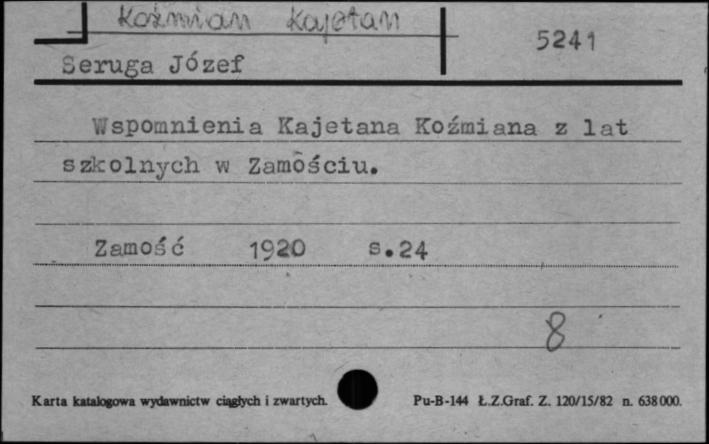 Koźmian Kajetan
5241
Seruga Józef
Wspomnienia Kajetana Koźmiana z lat
szkolnych w Zamośćiu.
Zamość 1920 s.24
8
Karta katalogowa wydawnictw ciągłych i zwartych. Pu-B-144 Ł.Z.Graf. Z. 120/15/82 n. 638000.